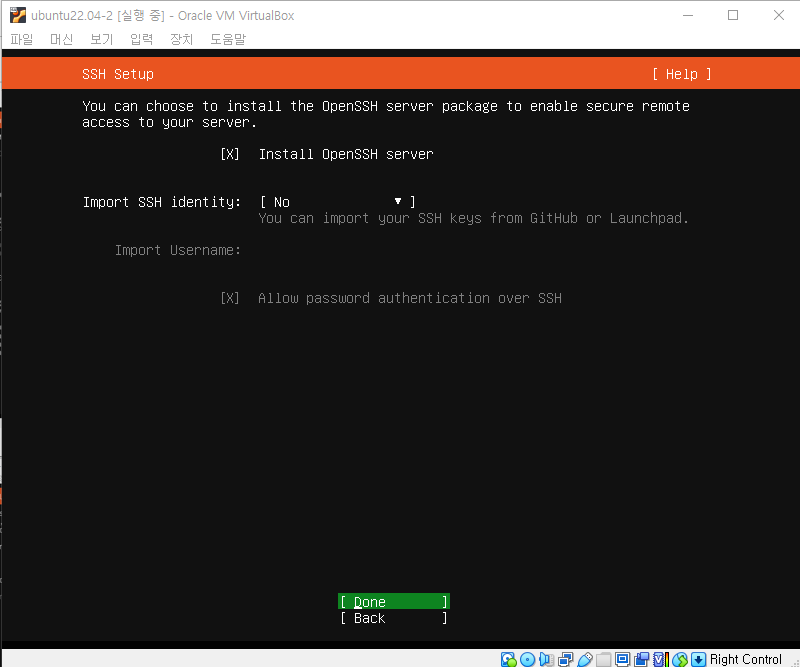 ubuntu22.04-2 [실행 중] - Oracle VM VirtualBox
파일 머신 보기 입력 장치 도움말
SSH Setup [ Help ]
You can choose to install the OpenSSH server package to enable secure remote
access to your server.
[X] Install OpenSSH server
Import SSH identity: [ No ▼ ]
You can import your SSH keys from GitHub or Launchpad.
Import Username:
[X] Allow password authentication over SSH
[ Done ]
[ Back ]
Right Control